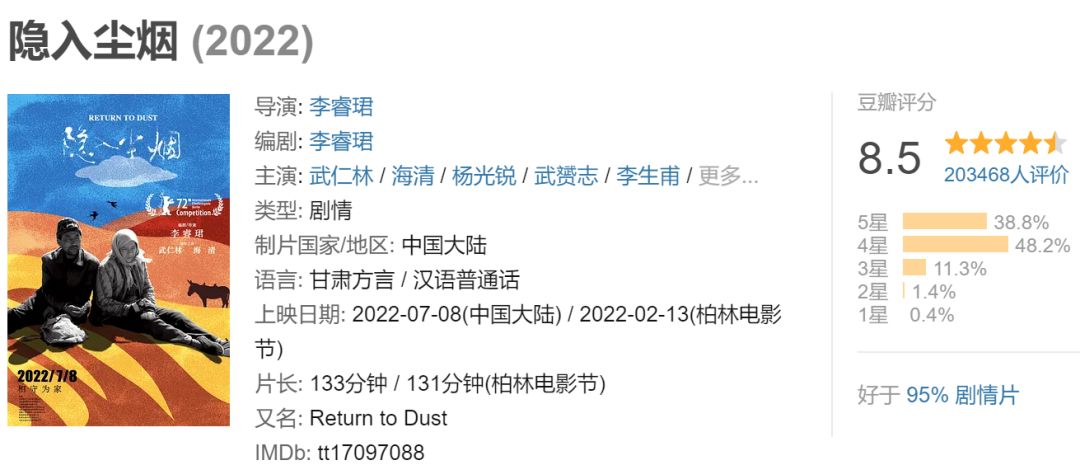 隐入尘烟 (2022)
RETURN TO DUST
隐入尘烟
72
Competition
李睿珺
武仁林 海清
2022/7/8
相守为家
导演: 李睿珺
编剧: 李睿珺
主演: 武仁林 / 海清 / 杨光锐 / 武赟志 / 李生甫 / 更多...
类型: 剧情
制片国家/地区: 中国大陆
语言: 甘肃方言 / 汉语普通话
上映日期: 2022-07-08(中国大陆) / 2022-02-13(柏林电影
节)
片长: 133分钟 / 131分钟(柏林电影节)
又名: Return to Dust
IMDb: tt17097088
豆瓣评分
8.5
203468人评价
5星 38.8%
4星 48.2%
3星 11.3%
2星 1.4%
1星 0.4%
好于 95% 剧情片